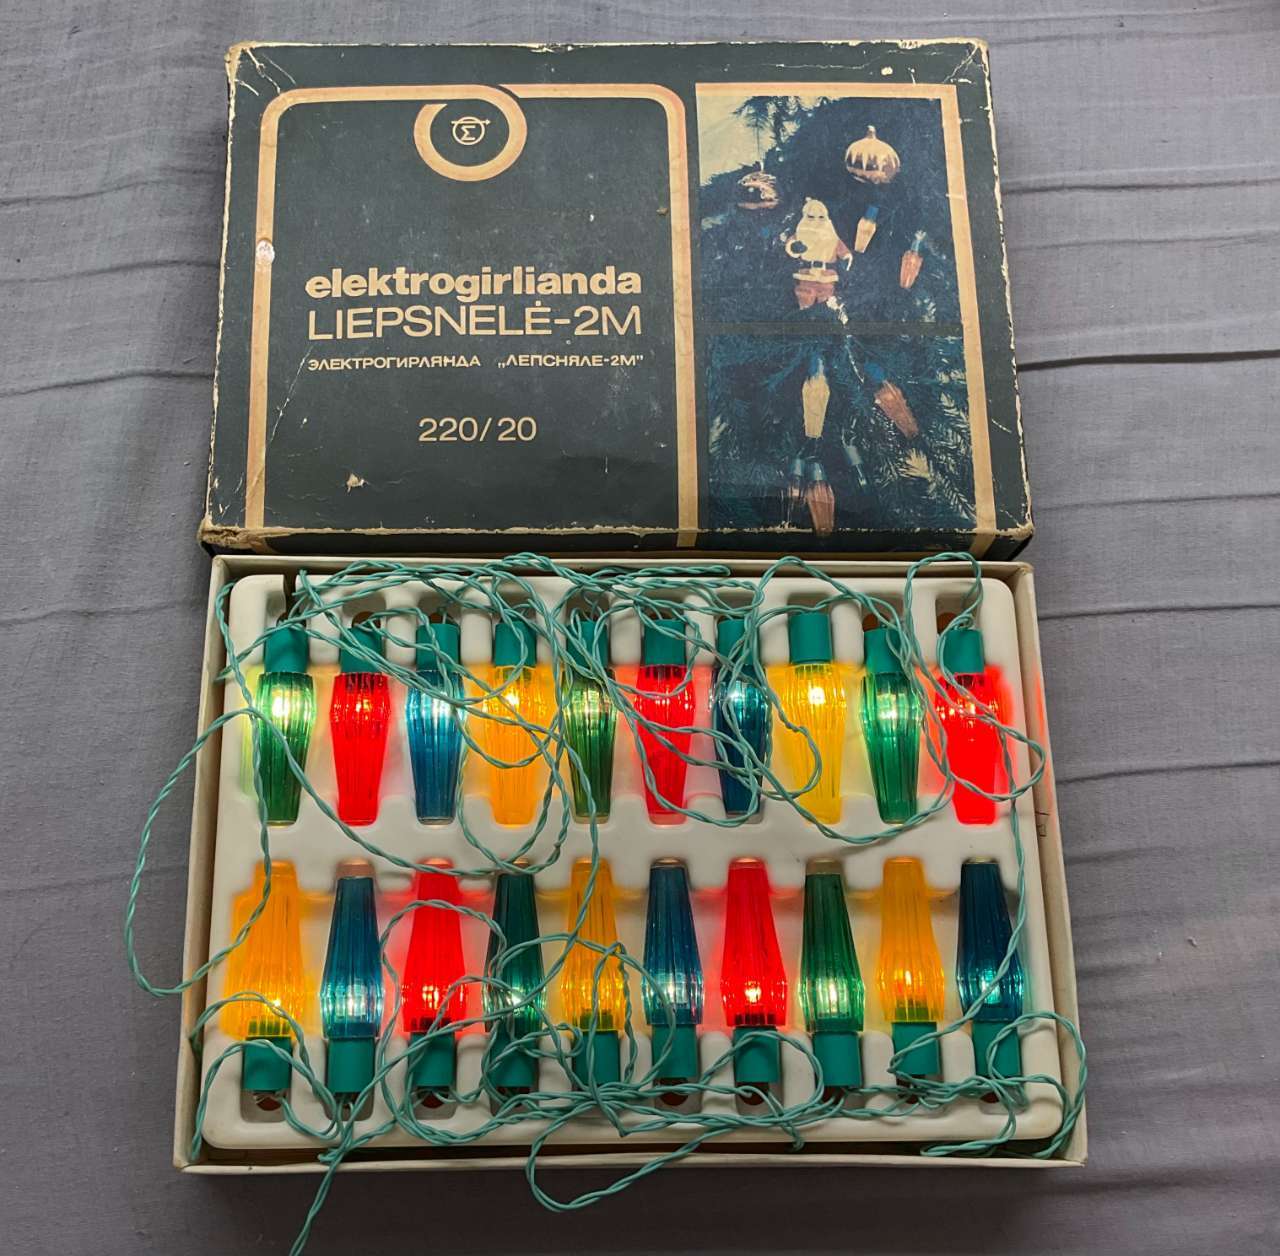 elektrogirlianda
LIEPSNELĖ-2M
ЭЛЕКТРОГИРЛЯНДА „ЛЕПСНЯЛЕ-2М"
220/20